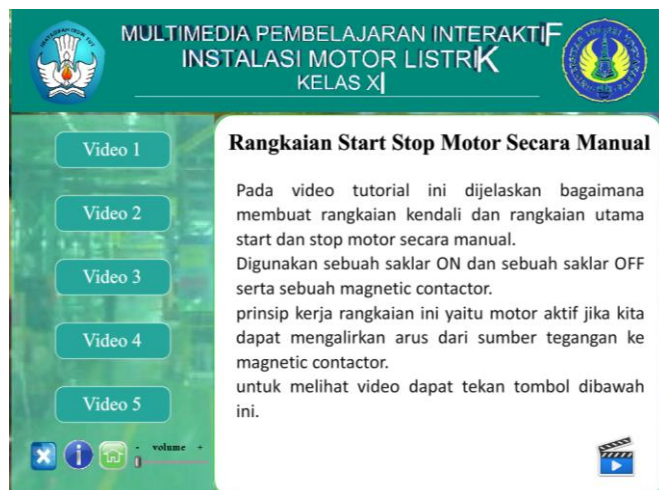 MULTIMEDIA PEMBELAJARAN INTERAKTIF
INSTALASI MOTOR LISTRIK
KELAS XI
Video 1
Video 2
Video 3
Video 4
Video 5
- volume +
Rangkaian Start Stop Motor Secara Manual
Pada video tutorial ini dijelaskan bagaimana
membuat rangkaian kendali dan rangkaian utama
start dan stop motor secara manual.
Digunakan sebuah saklar ON dan sebuah saklar OFF
serta sebuah magnetic contactor.
prinsip kerja rangkaian ini yaitu motor aktif jika kita
dapat mengalirkan arus dari sumber tegangan ke
magnetic contactor.
untuk melihat video dapat tekan tombol dibawah
ini.